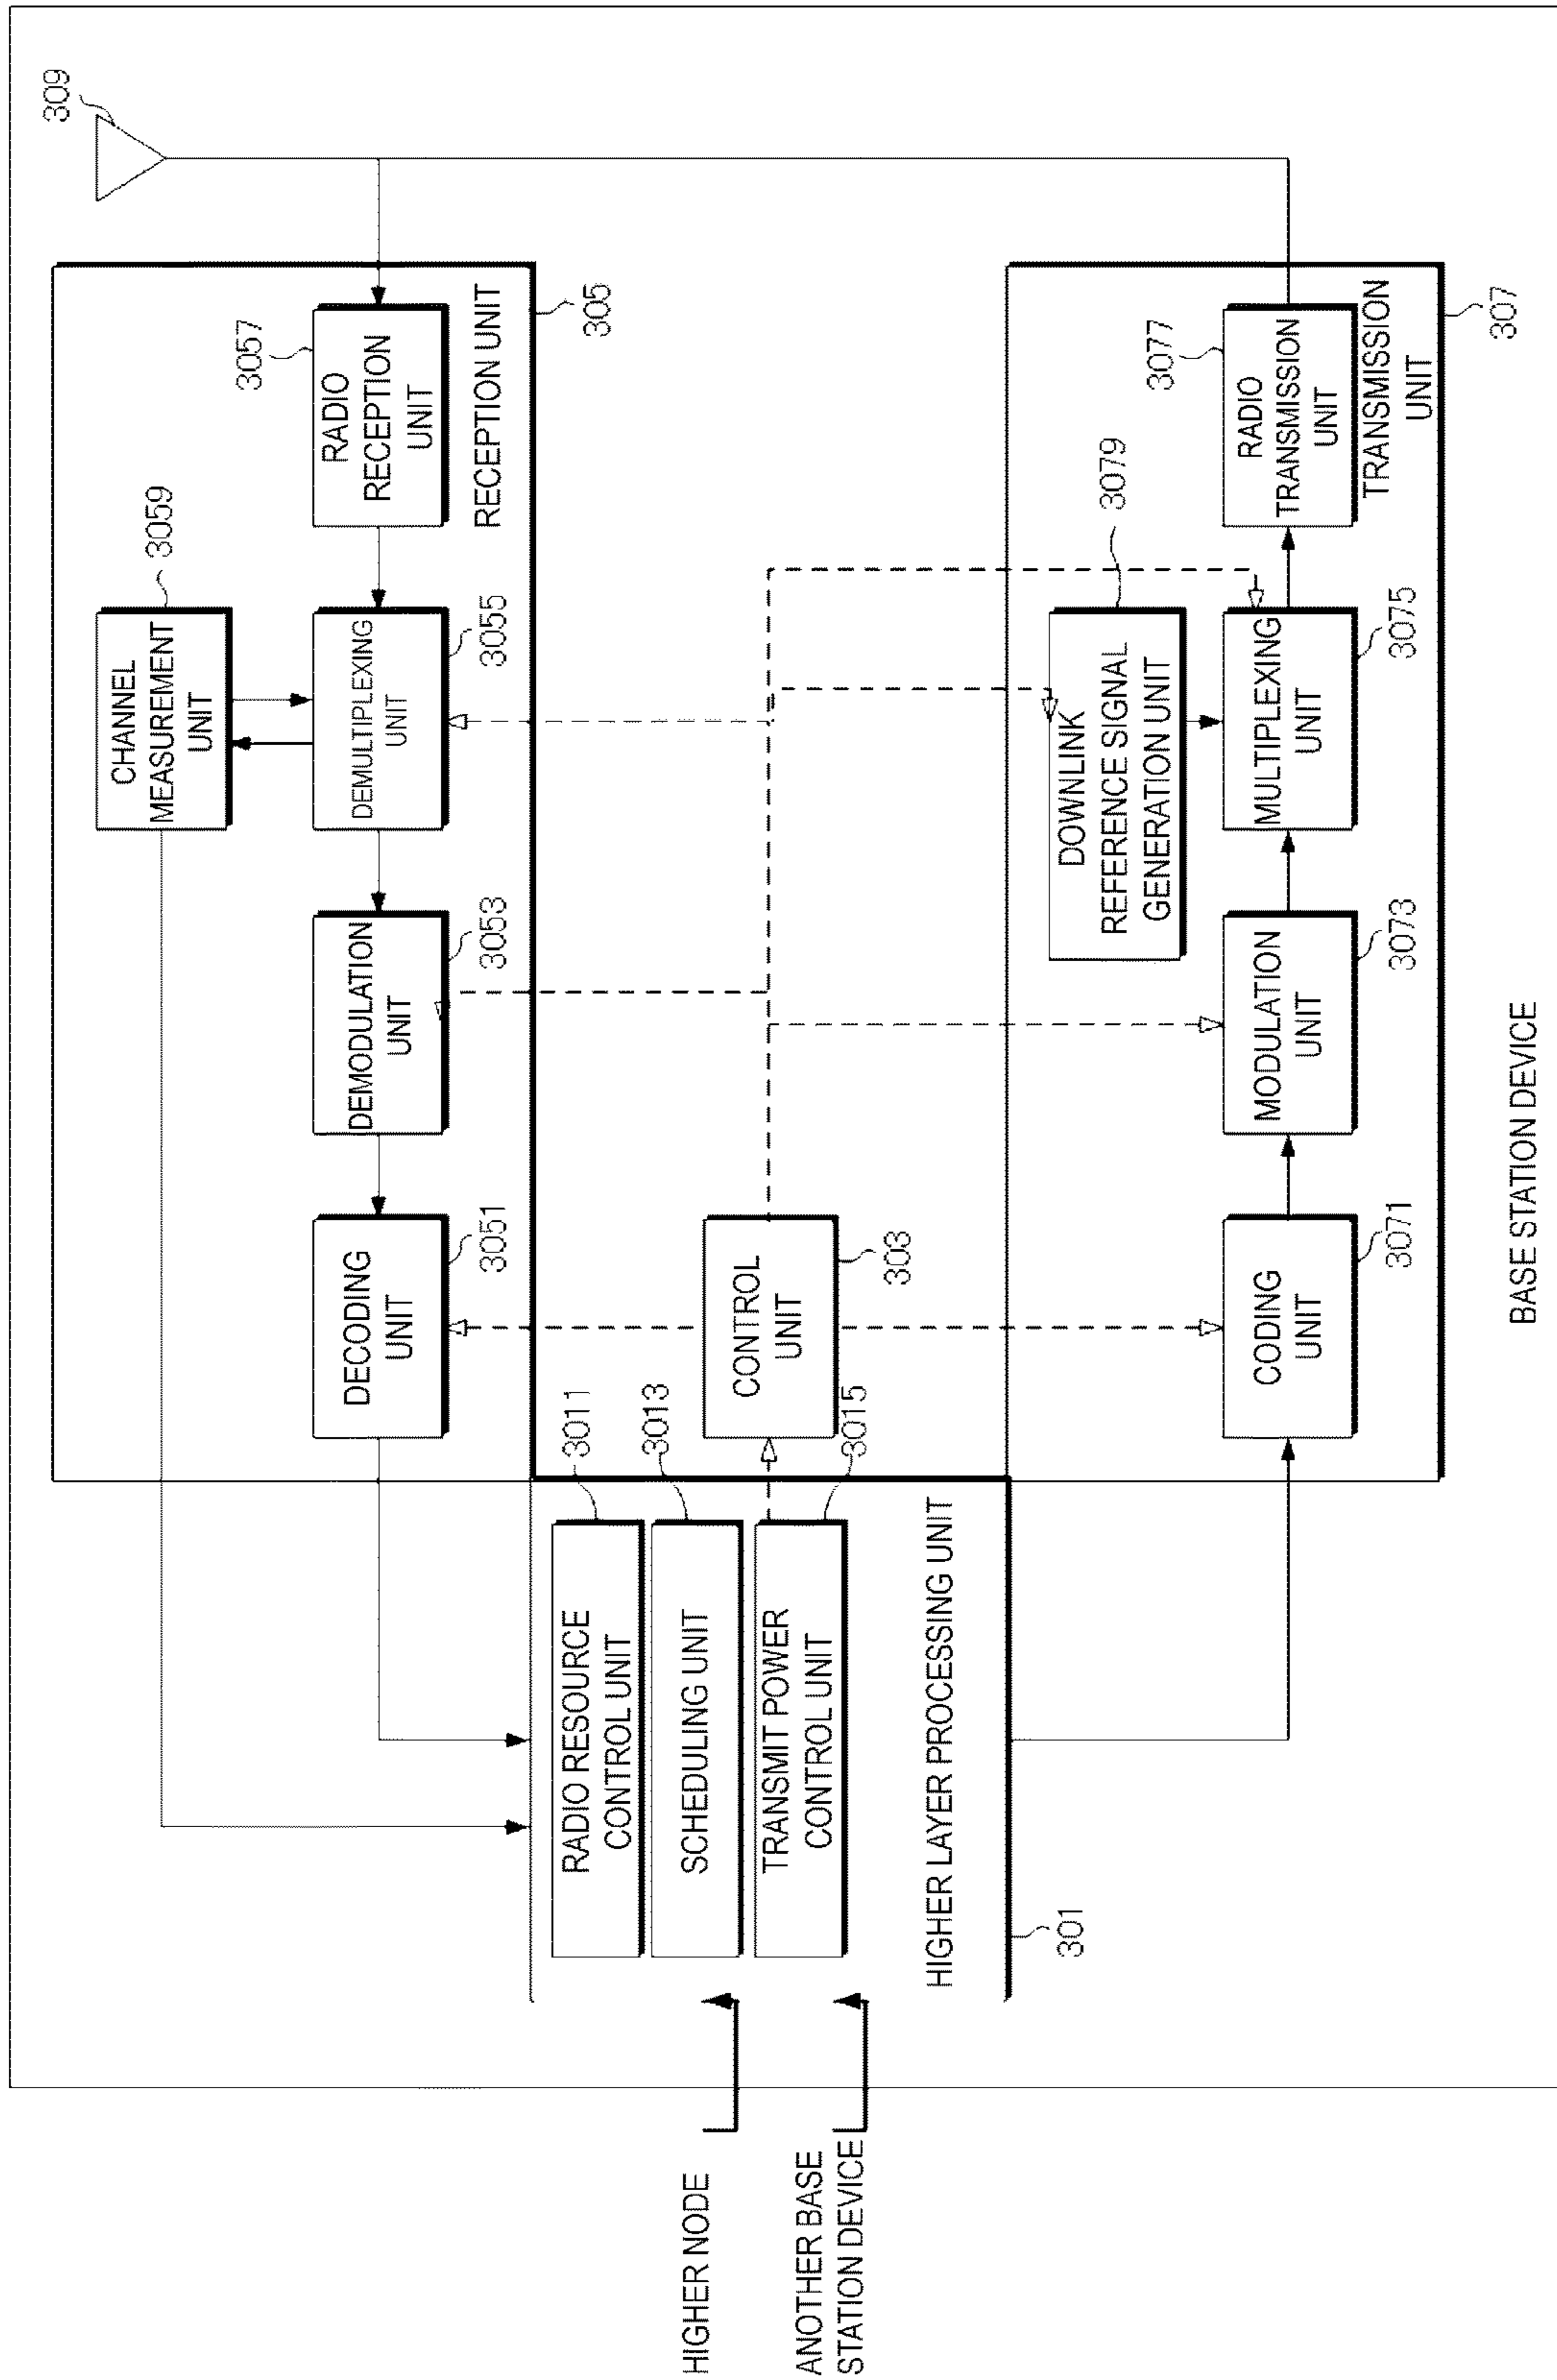 309
3057
RADIO
RECEPTION
UNIT
RECEPTION UNIT
305
3059
CHANNEL
MEASUREMENT
UNIT
DEMULTIPLEXING
UNIT
3055
DEMODULATION
UNIT
3053
DECODING
UNIT
3051
CONTROL
UNIT
303
3011
RADIO RESOURCE
CONTROL UNIT
3013
SCHEDULING UNIT
3015
TRANSMIT POWER
CONTROL UNIT
HIGHER LAYER PROCESSING UNIT
301
HIGHER NODE
ANOTHER BASE
STATION DEVICE
CODING
UNIT
3071
MODULATION
UNIT
3073
3079
DOWNLINK
REFERENCE SIGNAL
GENERATION UNIT
MULTIPLEXING
UNIT
3075
3077
RADIO
TRANSMISSION
UNIT
TRANSMISSION
UNIT
307
BASE STATION DEVICE